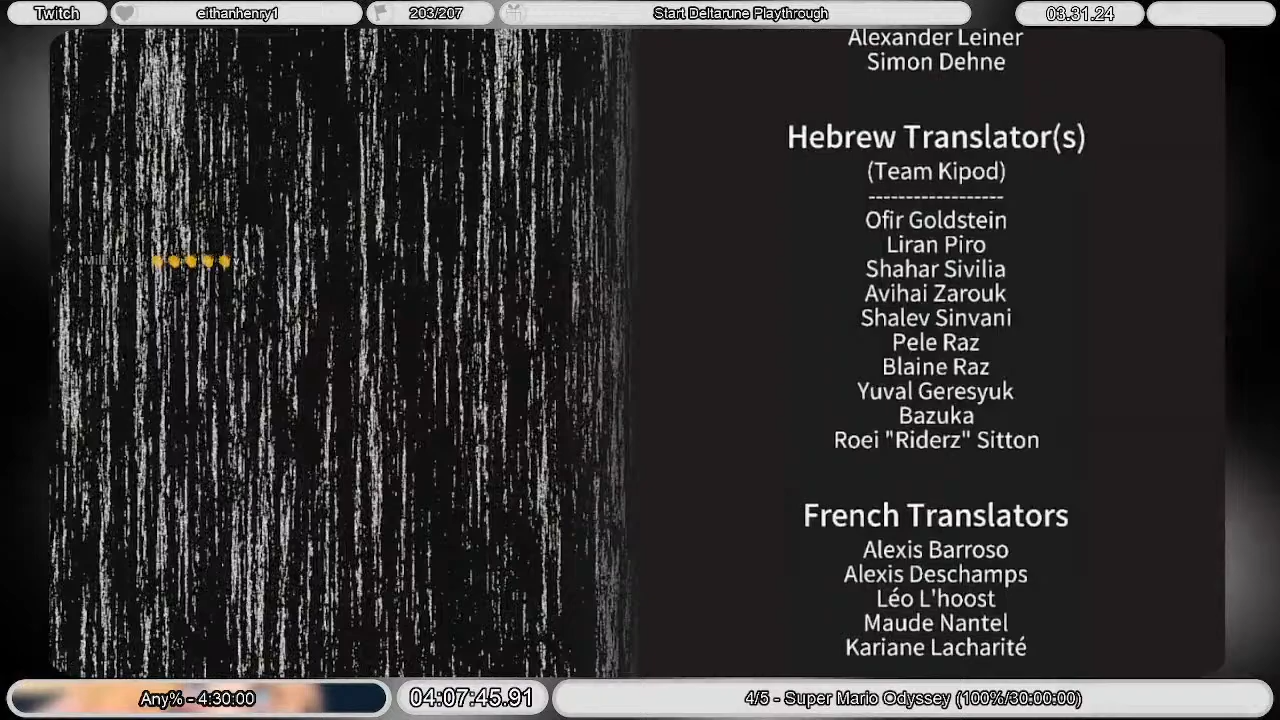 Twitch
eithanhenry1
203/207
Start Deltarune Playthrough
03.31.24
Alexander Leiner
Simon Dehne
Hebrew Translator(s)
(Team Kipod)
------------------
Ofir Goldstein
Liran Piro
Shahar Sivilia
Avihai Zarouk
Shalev Sinvani
Pele Raz
Blaine Raz
Yuval Geresyuk
Bazuka
Roei "Riderz" Sitton
French Translators
Alexis Barroso
Alexis Deschamps
Léo L'hoost
Maude Nantel
Kariane Lacharité
Any% - 4:30:00
04:07:45.91
4/5 - Super Mario Odyssey (100%/30:00:00)